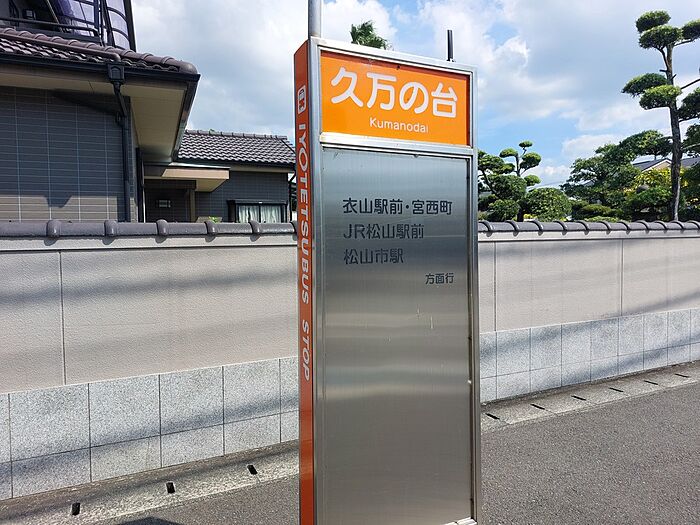 久万の台
Kumanodai
衣山駅前・宮西町
JR松山駅前
松山市駅
方面行
IYOTETSUBUS STOP